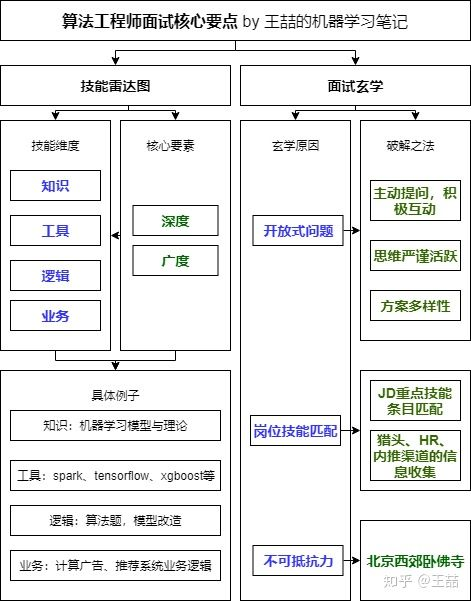 算法工程师面试核心要点 by 王喆的机器学习笔记
技能雷达图
面试玄学
技能维度
核心要素
知识
工具
逻辑
业务
深度
广度
具体例子
知识：机器学习模型与理论
工具：spark、tensorflow、xgboost等
逻辑：算法题，模型改造
业务：计算广告、推荐系统业务逻辑
玄学原因
破解之法
开放式问题
主动提问，积
极互动
思维严谨活跃
方案多样性
岗位技能匹配
JD重点技能
条目匹配
猎头、HR、
内推渠道的信
息收集
不可抵抗力
北京西郊卧佛寺
知乎 @王喆